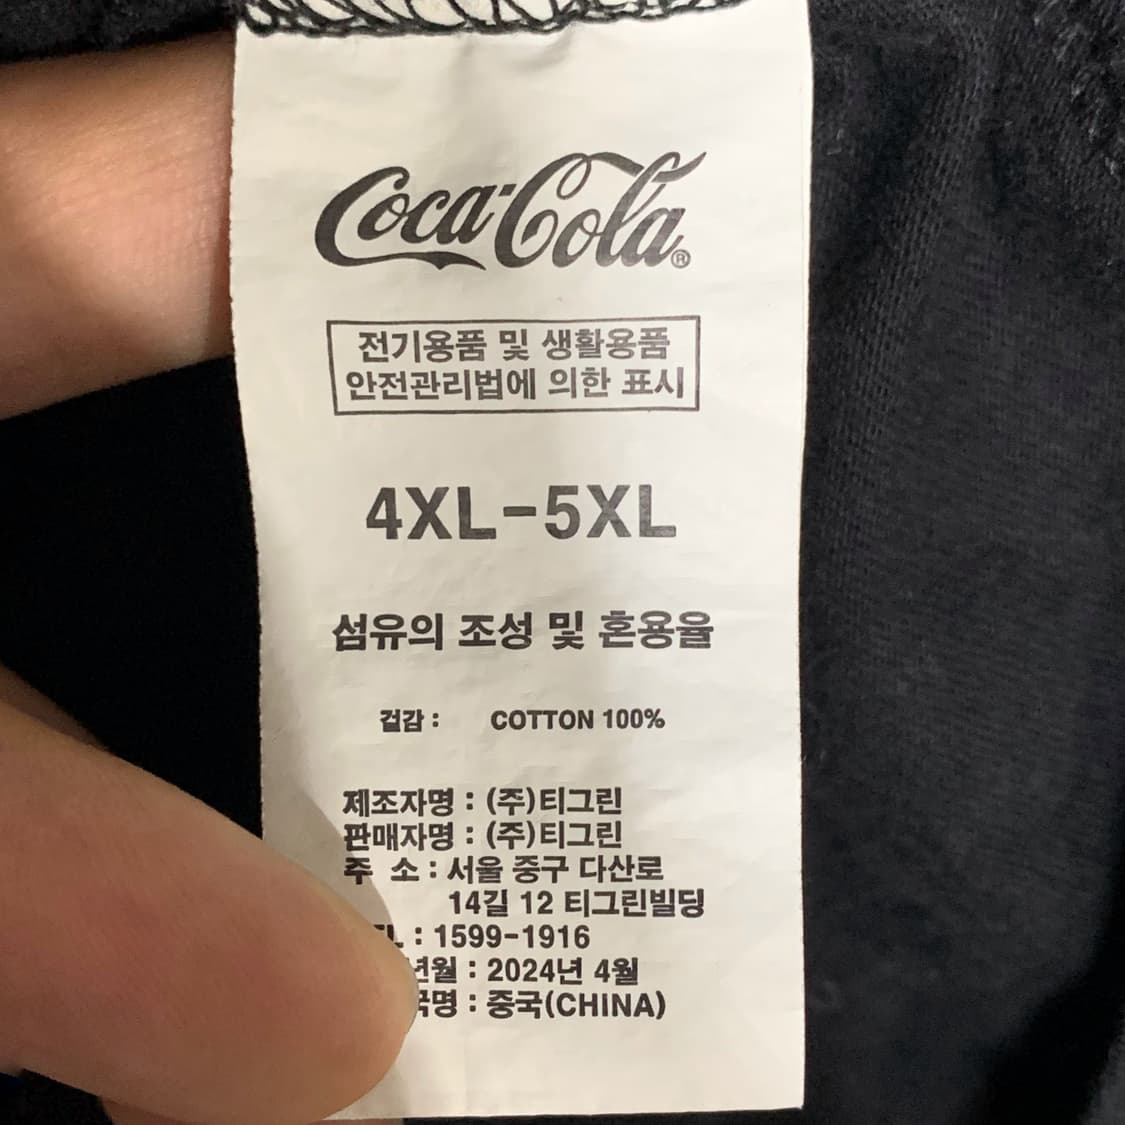 Coca-Cola®
전기용품 및 생활용품
안전관리법에 의한 표시
4XL-5XL
섬유의 조성 및 혼용율
겉감 : COTTON 100%
제조자명 : (주)티그린
판매자명 : (주)티그린
주 소 : 서울 중구 다산로
14길 12 티그린빌딩
: 1599-1916
: 2024년 4월
: 중국(CHINA)